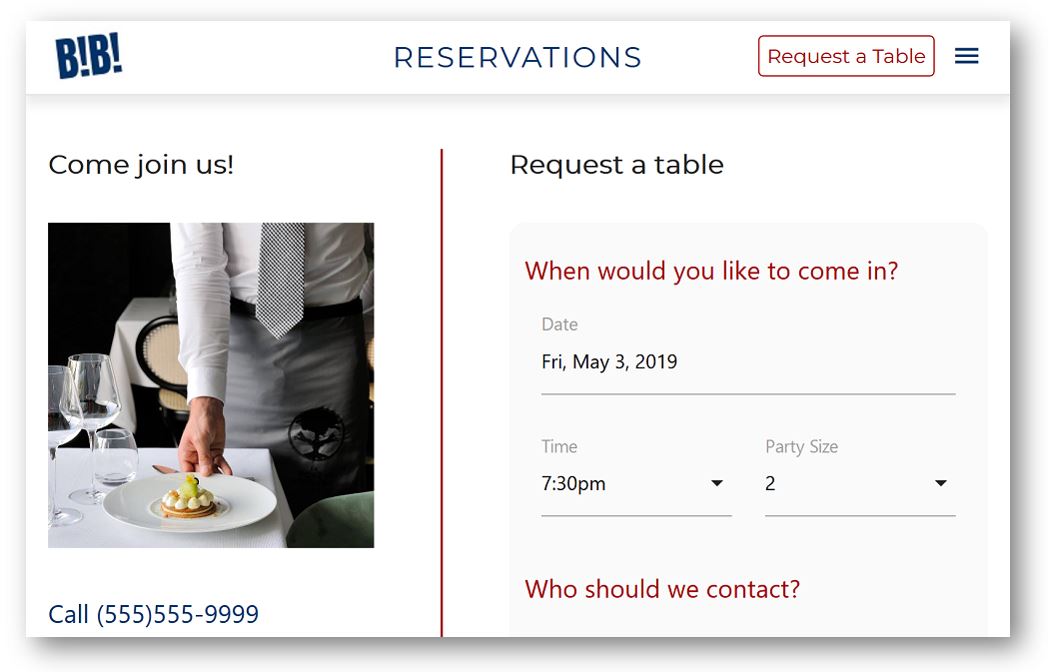 B!B!
RESERVATIONS
Request a Table
Come join us!
Call (555)555-9999
Request a table
When would you like to come in?
Date
Fri, May 3, 2019
Time
7:30pm
Party Size
2
Who should we contact?